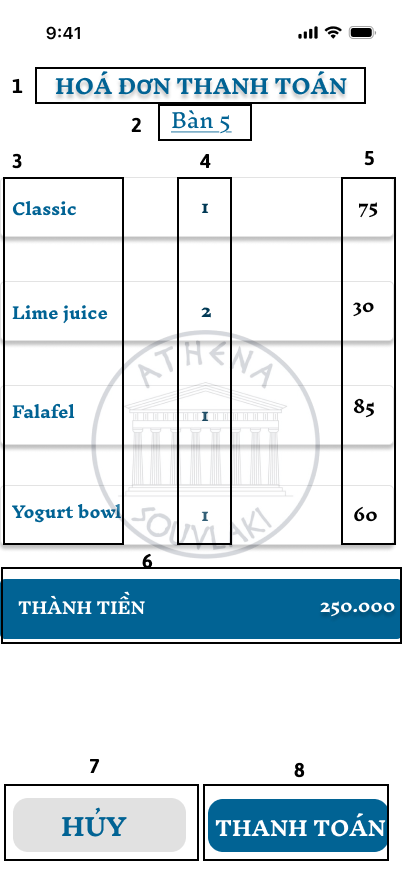 9:41
1 HOÁ ĐơN THANH TOÁN
2 Bàn 5
3 4 5
Classic 1 75
Lime juice 2 30
ATHENA
Falafel 1 85
Yogurt bowl 1 60
SOUVLAKI
6
THÀNH TIỀN 250.000
7 8
HỦY THANH TOÁN